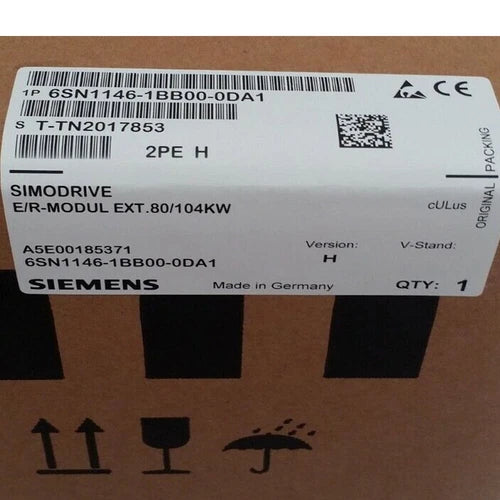 1P 6SN1146-1BB00-0DA1
S T-TN2017853
2PE H
SIMODRIVE
E/R-MODUL EXT.80/104KW
cULus
A5E00185371
Version:
V-Stand:
6SN1146-1BB00-0DA1
H
SIEMENS
Made in Germany
QTY: 1
ORIGINAL PACKING
CE